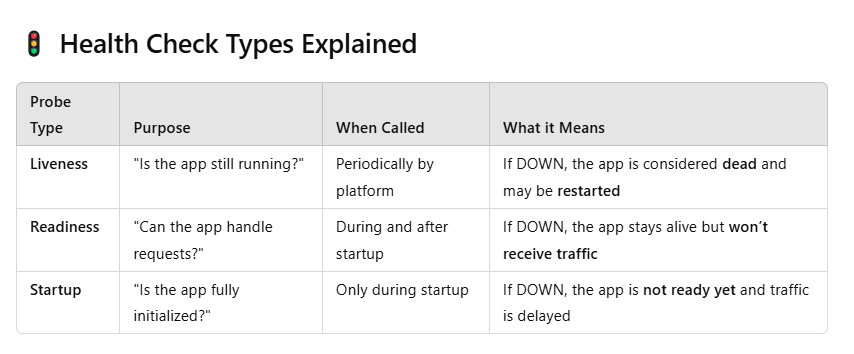 🚦 Health Check Types Explained
Probe
Type Purpose When Called What it Means
Liveness "Is the app still running?" Periodically by If DOWN, the app is considered dead and
platform may be restarted
Readiness "Can the app handle During and after If DOWN, the app stays alive but won’t
requests?" startup receive traffic
Startup "Is the app fully Only during startup If DOWN, the app is not ready yet and traffic
initialized?" is delayed